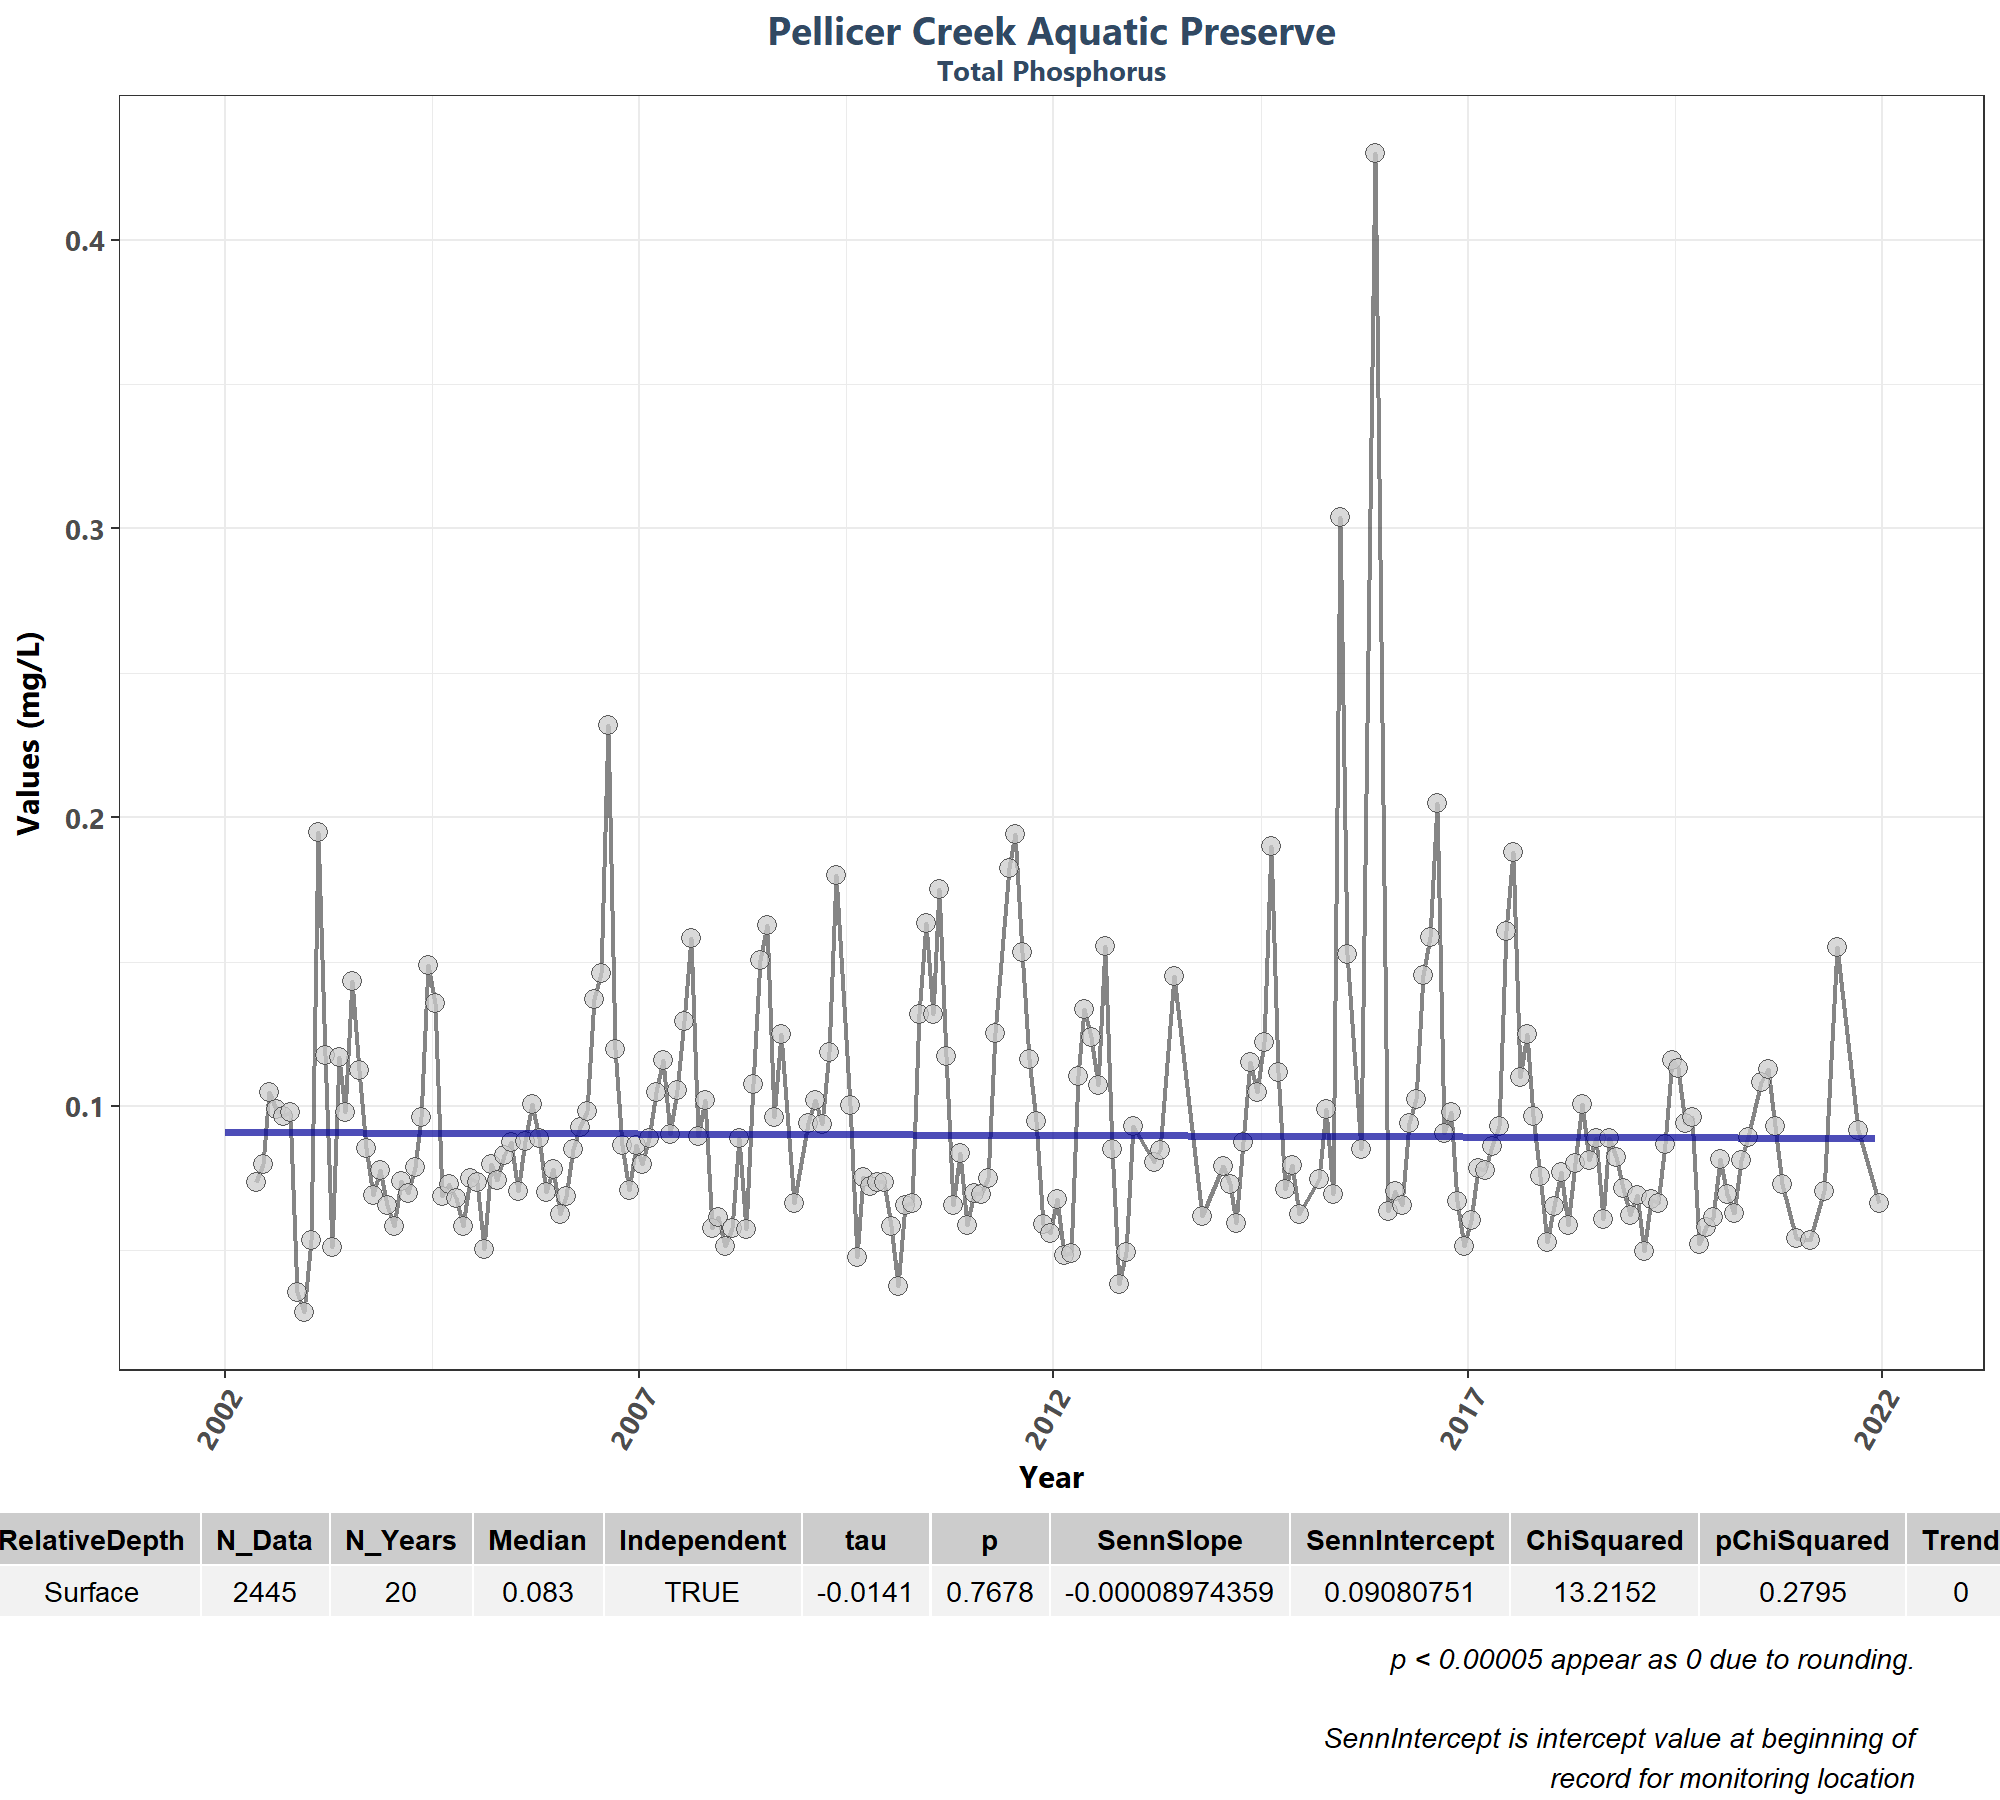 Pellicer Creek Aquatic Preserve
Total Phosphorus
Values (mg/L)
0.4
0.3
0.2
0.1
2002 2007 2012 2017 2022
Year
RelativeDepth N_Data N_Years Median Independent tau p SennSlope SennIntercept ChiSquared pChiSquared Trend
Surface 2445 20 0.083 TRUE -0.0141 0.7678 -0.00008974359 0.09080751 13.2152 0.2795 0
p < 0.00005 appear as 0 due to rounding.
SennIntercept is intercept value at beginning of
record for monitoring location